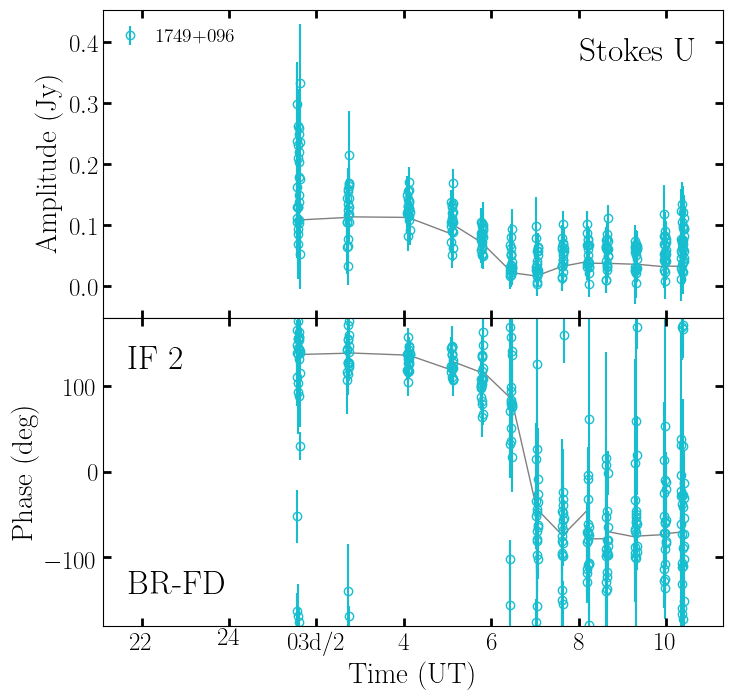 1749+096
Stokes U
0.4
0.3
0.2
0.1
0.0
Amplitude (Jy)
IF 2
100
0
−100
Phase (deg)
BR-FD
22 24 03d/2 4 6 8 10
Time (UT)